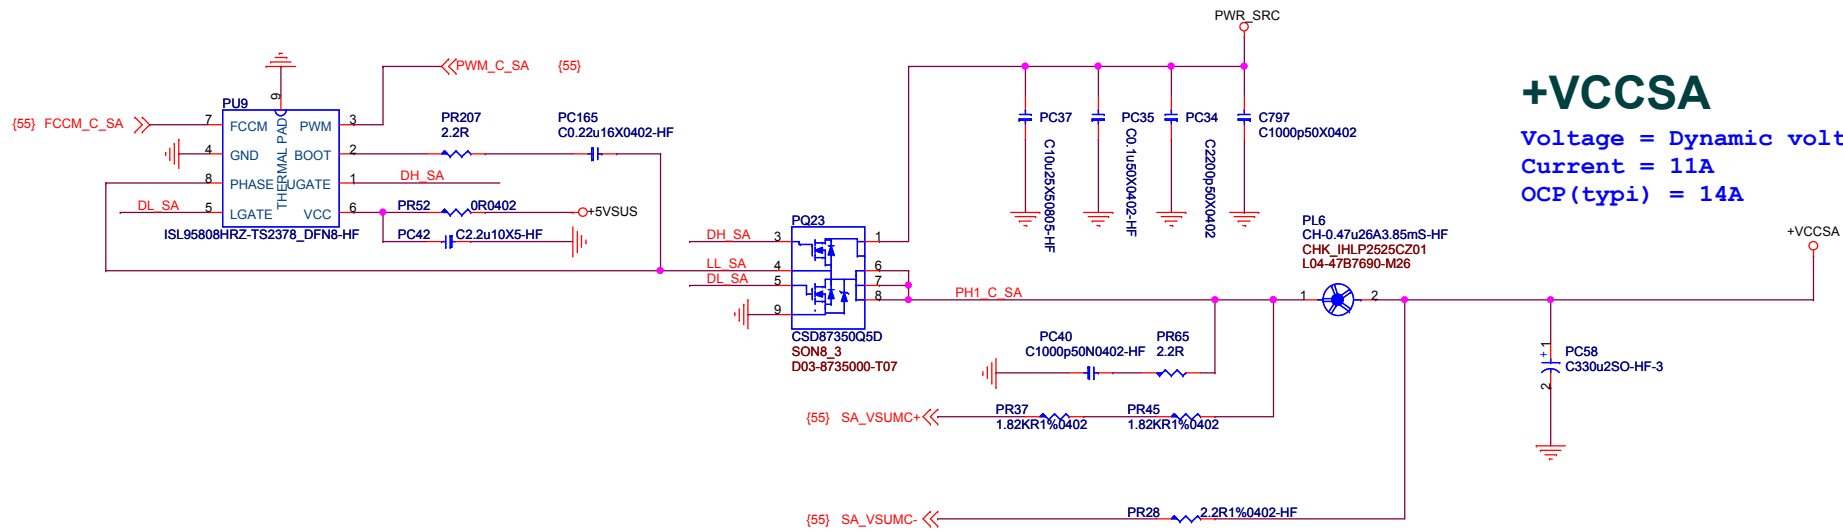 PWR_SRC
PWM_C_SA {55}
+VCCSA
Voltage = Dynamic volt
Current = 11A
OCP(typi) = 14A
{55} FCCM_C_SA
PU9
9
7 FCCM PWM 3
4 GND BOOT 2
8 PHASE UGATE 1
5 LGATE VCC 6
THERMAL PAD
ISL95808HRZ-TS2378_DFN8-HF
PR207
2.2R
PC165
C0.22u16X0402-HF
DH_SA
DL_SA
PR52 0R0402
+5VSUS
PC42 C2.2u10X5-HF
PC37
C10u25X50805-HF
PC35
C0.1u50X0402-HF
PC34
C2200p50X0402
C797
C1000p50X0402
PQ23
DH_SA 3 1
LL_SA 4 6
DL_SA 5 7
8
9
CSD87350Q5D
SON8_3
D03-8735000-T07
PH1_C_SA
PL6
CH-0.47u26A3.85mS-HF
CHK_IHLP2525CZ01
L04-47B7690-M26
1 2
+VCCSA
PC40
C1000p50N0402-HF
PR65
2.2R
1
+
2
PC58
C330u2SO-HF-3
{55} SA_VSUMC+
PR37
1.82KR1%0402
PR45
1.82KR1%0402
{55} SA_VSUMC-
PR28 2.2R1%0402-HF